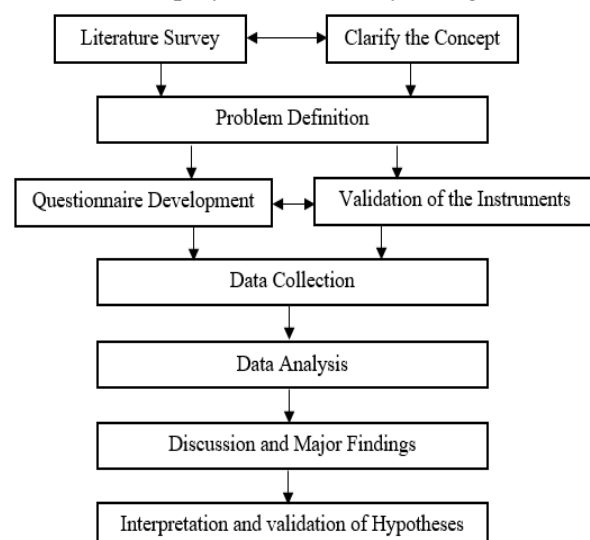 Literature Survey
Clarify the Concept
Problem Definition
Questionnaire Development
Validation of the Instruments
Data Collection
Data Analysis
Discussion and Major Findings
Interpretation and validation of Hypotheses